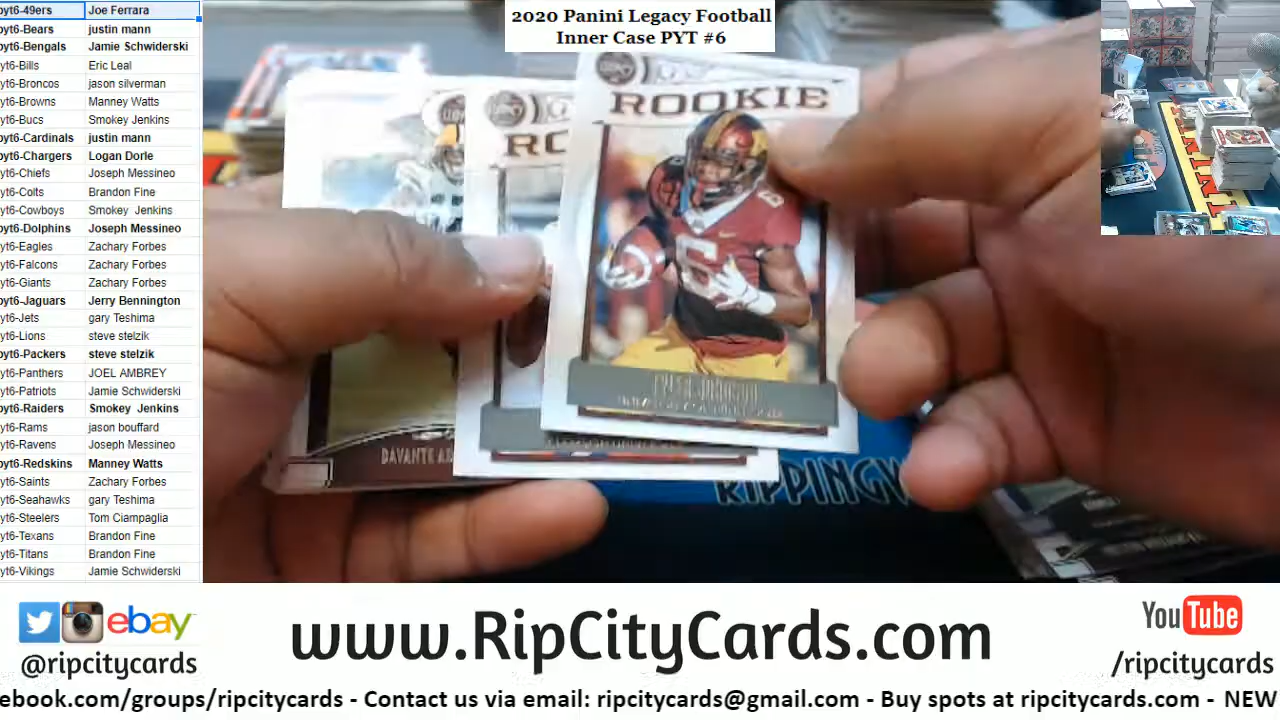 2020 Panini Legacy Football
Inner Case PYT #6
pyt6-49ers Joe Ferrara
pyt6-Bears justin mann
pyt6-Bengals Jamie Schwiderski
pyt6-Bills Eric Leal
pyt6-Broncos jason silverman
pyt6-Browns Manney Watts
pyt6-Bucs Smokey Jenkins
pyt6-Cardinals justin mann
pyt6-Chargers Logan Dorle
pyt6-Chiefs Joseph Messineo
pyt6-Colts Brandon Fine
pyt6-Cowboys Smokey Jenkins
pyt6-Dolphins Joseph Messineo
pyt6-Eagles Zachary Forbes
pyt6-Falcons Zachary Forbes
pyt6-Giants Zachary Forbes
pyt6-Jaguars Jerry Bennington
pyt6-Jets gary Teshima
pyt6-Lions steve stelzik
pyt6-Packers steve stelzik
pyt6-Panthers JOEL AMBREY
pyt6-Patriots Jamie Schwiderski
pyt6-Raiders Smokey Jenkins
pyt6-Rams jason bouffard
pyt6-Ravens Joseph Messineo
pyt6-Redskins Manney Watts
pyt6-Saints Zachary Forbes
pyt6-Seahawks gary Teshima
pyt6-Steelers Tom Ciampaglia
pyt6-Texans Brandon Fine
pyt6-Titans Brandon Fine
pyt6-Vikings Jamie Schwiderski
ROOKIE
RO
6
DAVANTE AD
RIPPINGW
ebay
@ripcitycards
www.RipCityCards.com
YouTube
/ripcitycards
ebook.com/groups/ripcitycards - Contact us via email: ripcitycards@gmail.com - Buy spots at ripcitycards.com - NEW